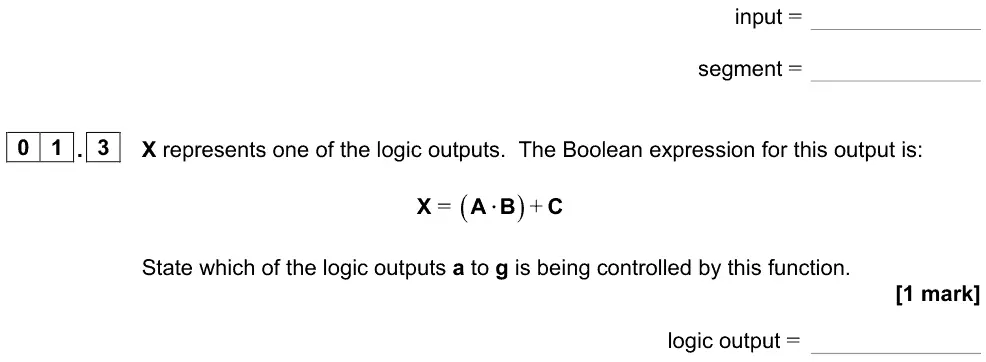 input =
segment =
0 1 . 3 X represents one of the logic outputs. The Boolean expression for this output is:
X = (A · B) + C
State which of the logic outputs a to g is being controlled by this function.
[1 mark]
logic output =